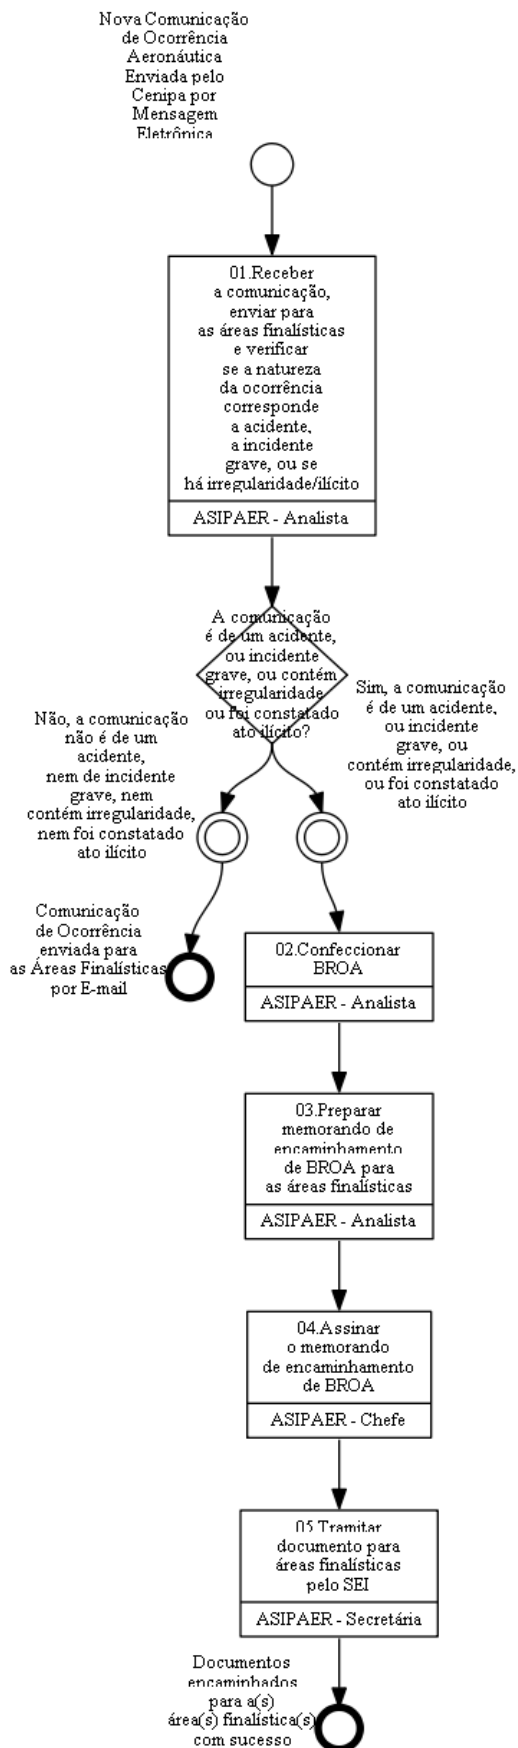 Nova Comunicação
de Ocorrência
Aeronáutica
Enviada pelo
Cenipa por
Mensagem
Eletrônica
01.Receber
a comunicação,
enviar para
as áreas finalísticas
e verificar
se a natureza
da ocorrência
corresponde
a acidente,
a incidente
grave, ou se
há irregularidade/ilícito
ASIPAER - Analista
A comunicação
é de um acidente,
ou incidente
grave, ou contém
irregularidade
ou foi constatado
ato ilícito?
Sim, a comunicação
é de um acidente,
ou incidente
grave, ou
contém irregularidade,
ou foi constatado
ato ilícito
Não, a comunicação
não é de um
acidente,
nem de incidente
grave, nem
contém irregularidade,
nem foi constatado
ato ilícito
Comunicação
de Ocorrência
enviada para
as Áreas Finalísticas
por E-mail
02.Confeccionar
BROA
ASIPAER - Analista
03.Preparar
memorando de
encaminhamento
de BROA para
as áreas finalísticas
ASIPAER - Analista
04.Assinar
o memorando
de encaminhamento
de BROA
ASIPAER - Chefe
05.Tramitar
documento para
áreas finalísticas
pelo SEI
ASIPAER - Secretária
Documentos
encaminhados
para a(s)
área(s) finalística(s)
com sucesso